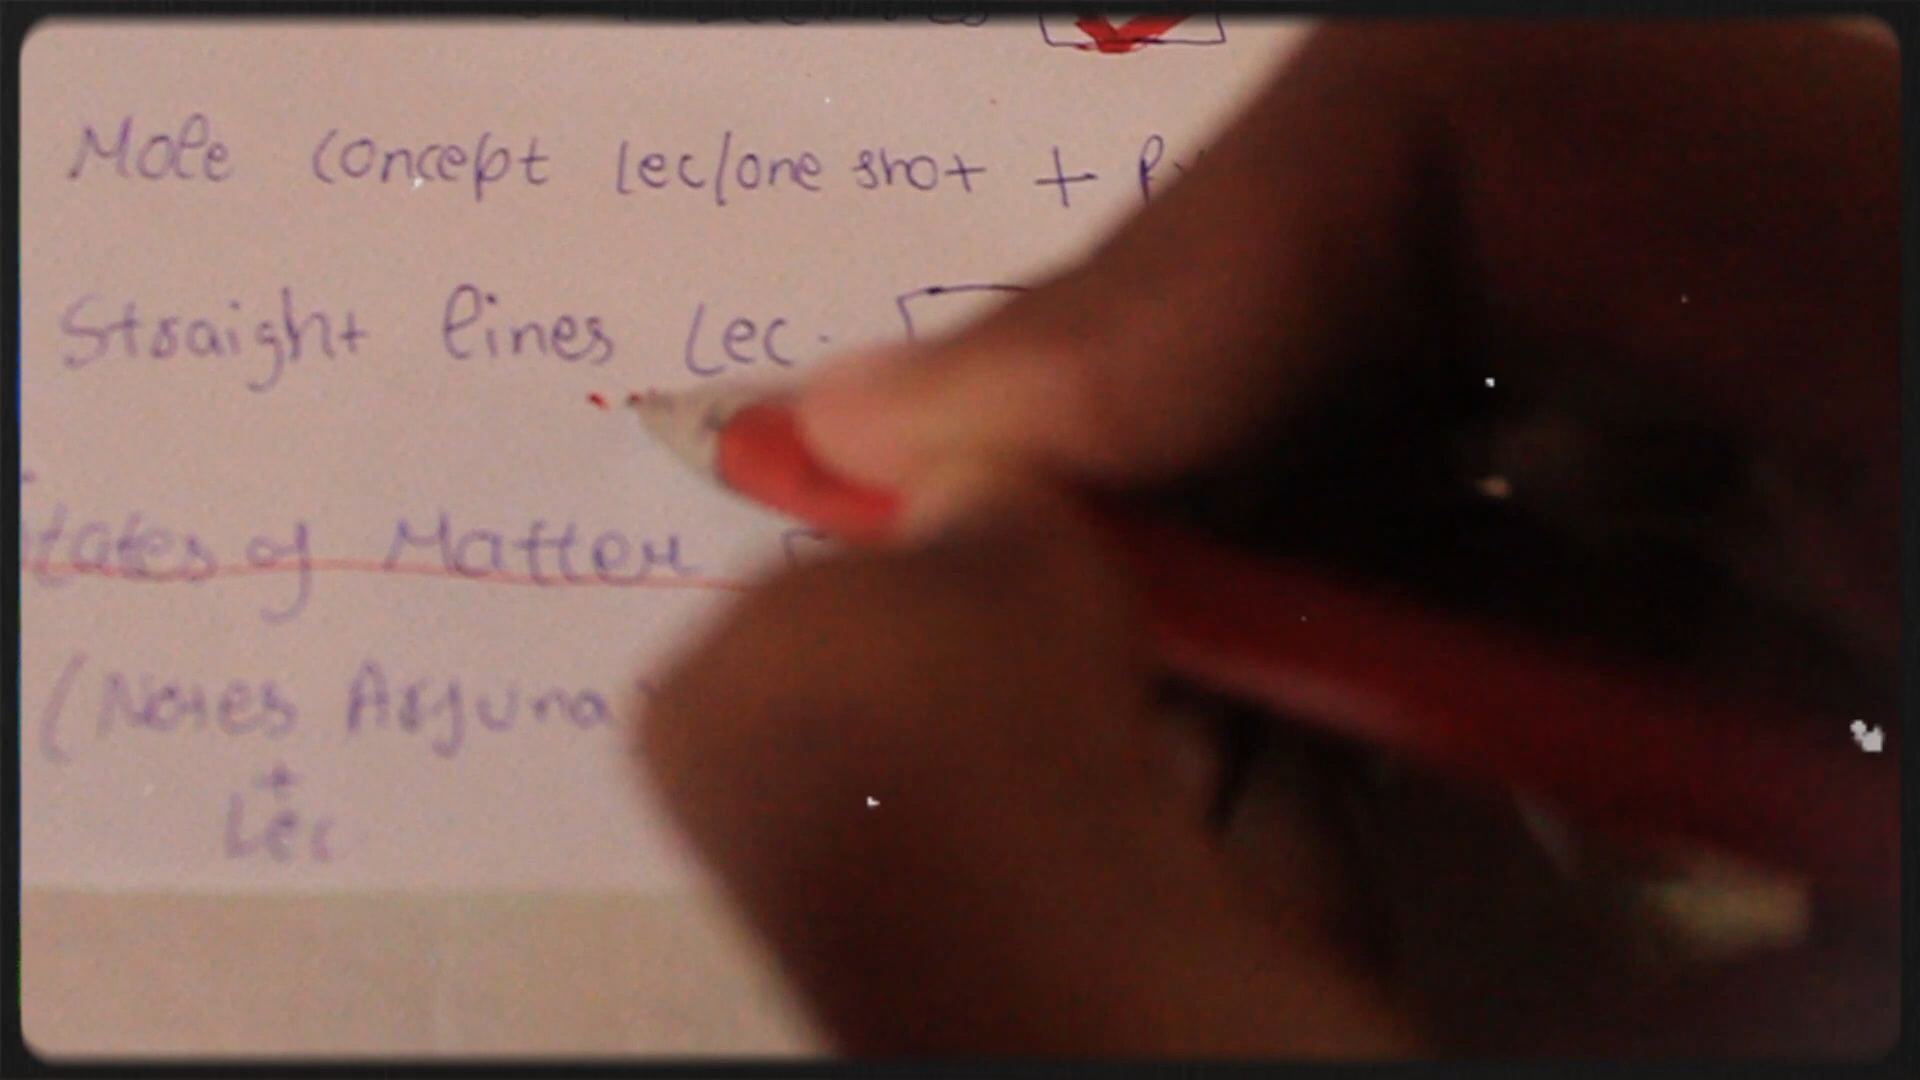 Mole Concept lec/one shot +
Straight lines Lec.
States of Matter
(Notes Arjuna
+
Lec